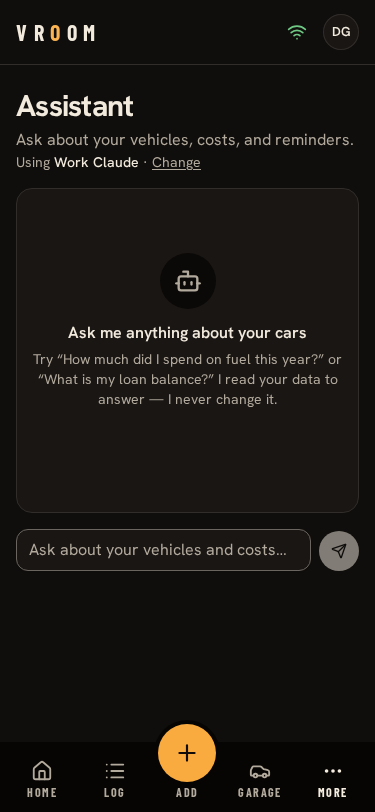 VROOM
DG
Assistant
Ask about your vehicles, costs, and reminders.
Using Work Claude · Change
Ask me anything about your cars
Try “How much did I spend on fuel this year?” or
“What is my loan balance?” I read your data to
answer — I never change it.
Ask about your vehicles and costs...
HOME
LOG
ADD
GARAGE
MORE